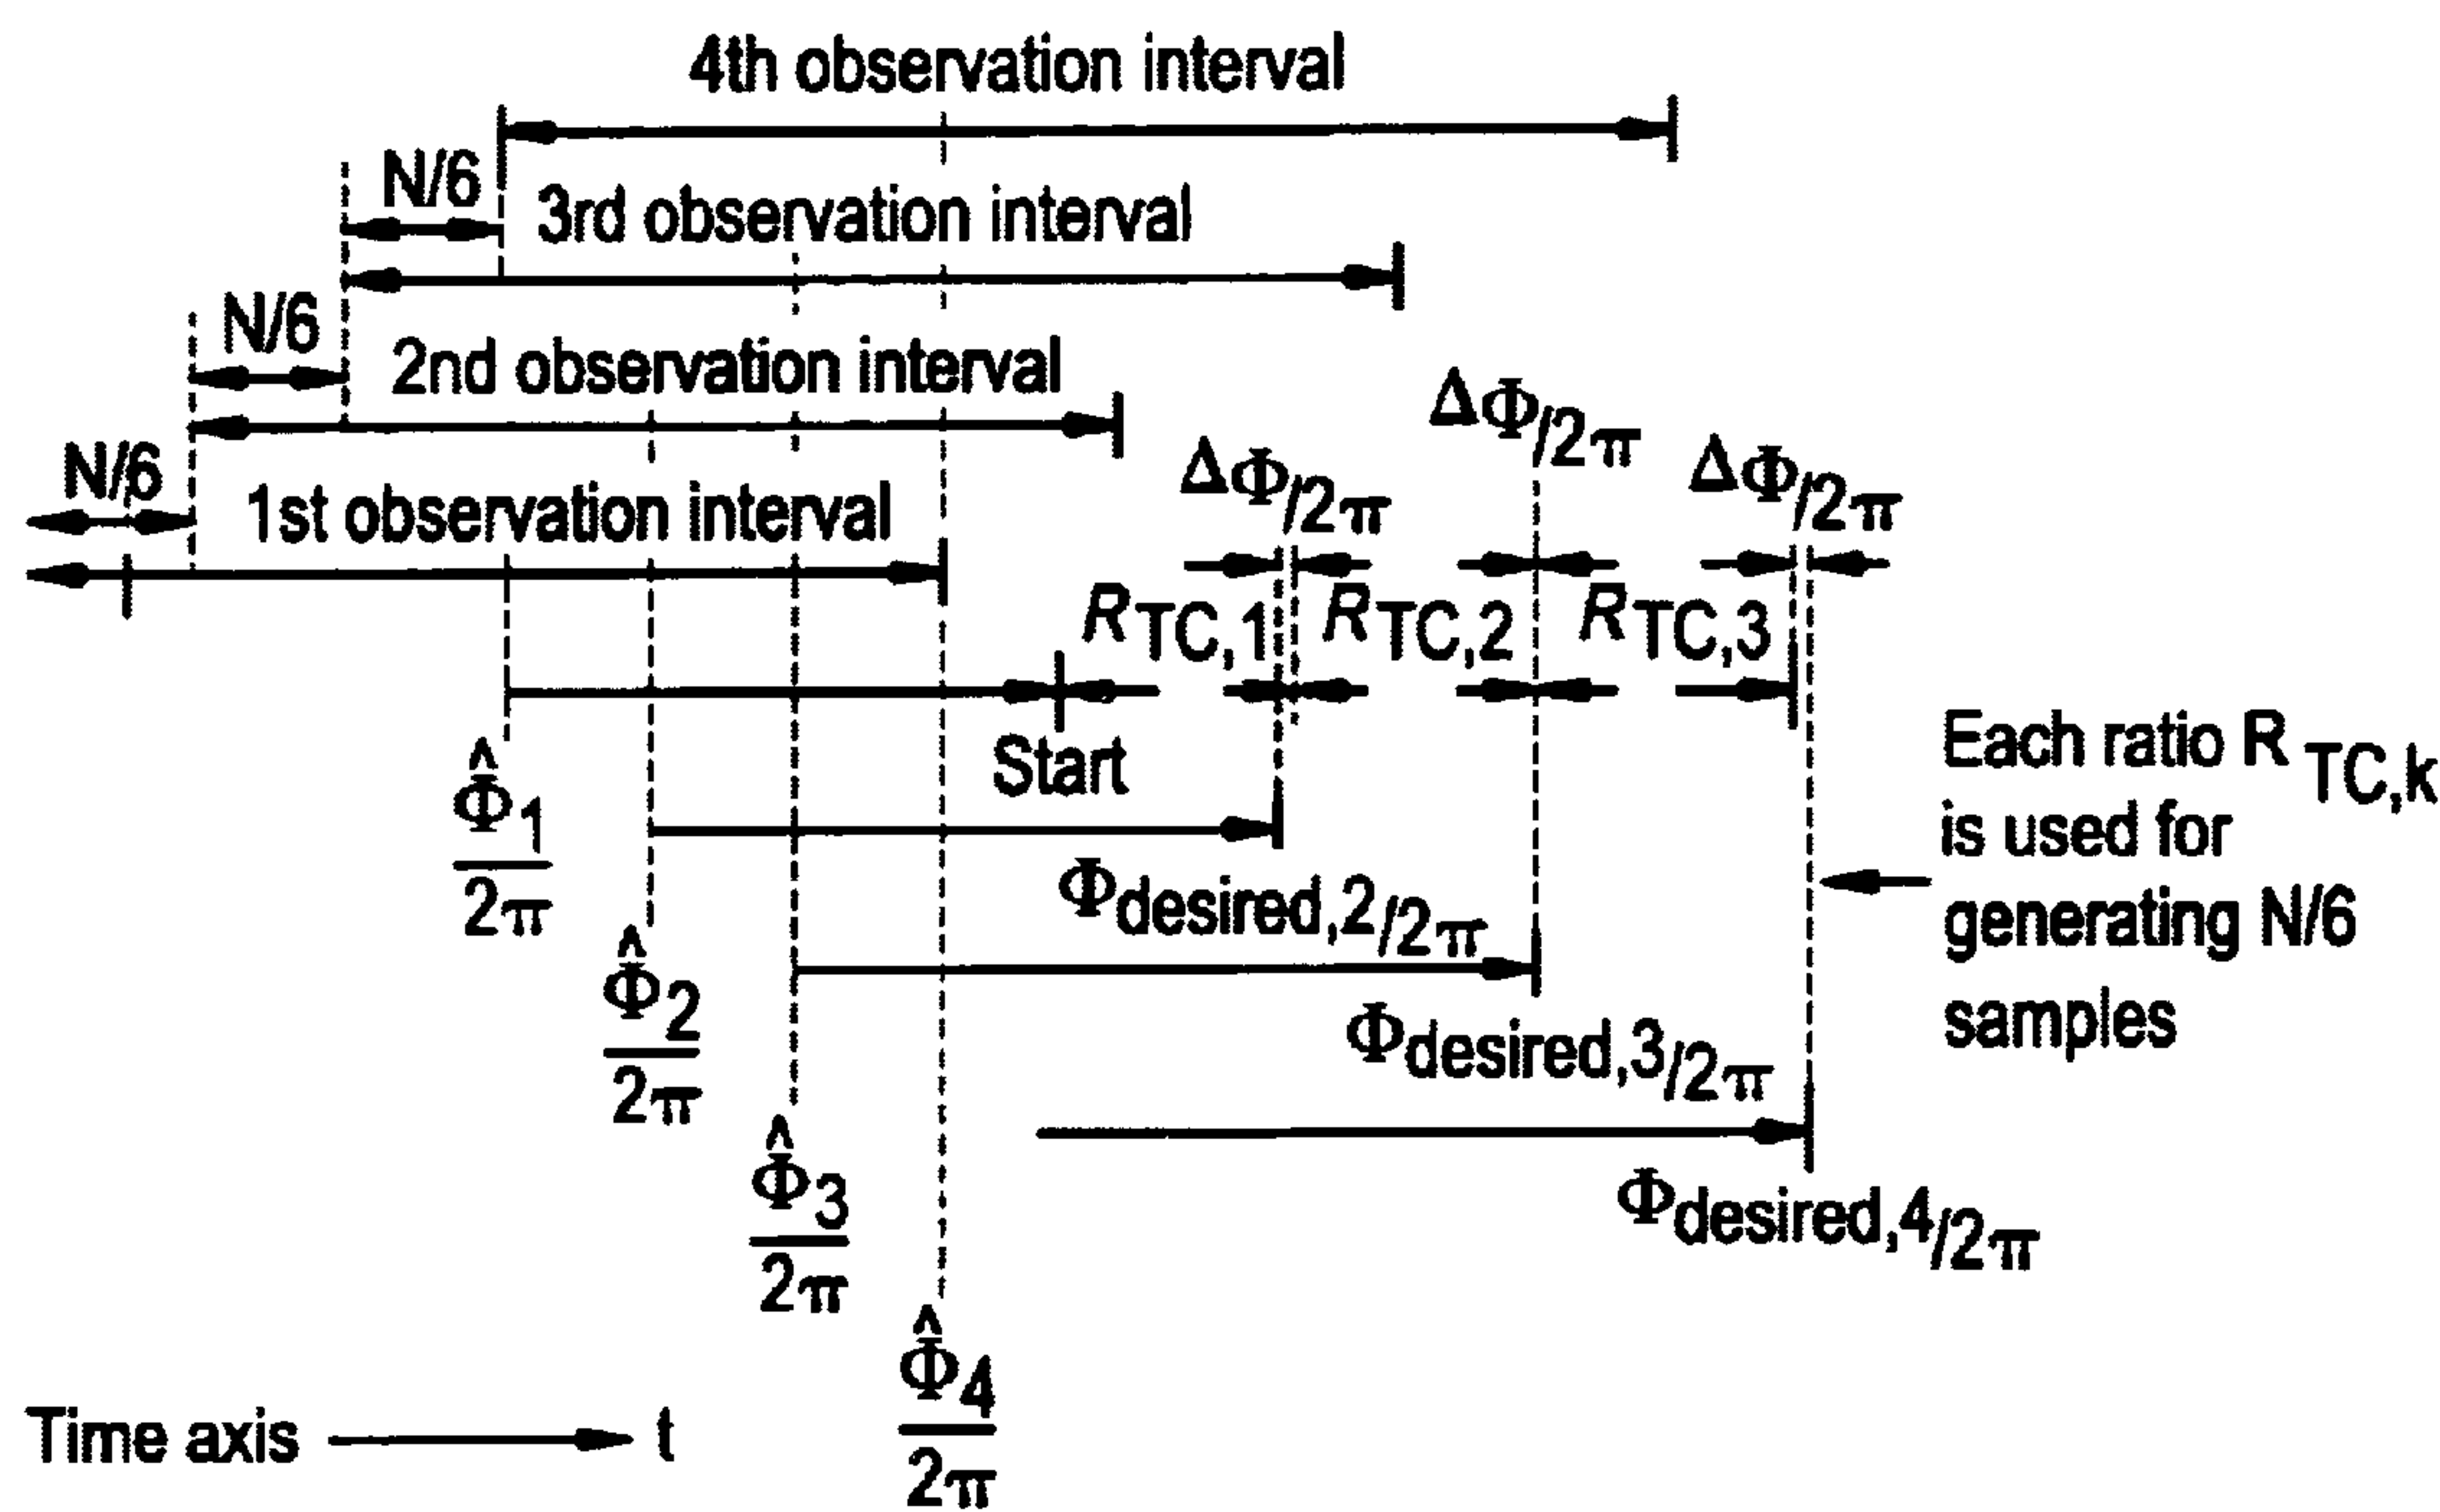 4th observation interval
N/6
3rd observation interval
N/6
2nd observation interval
N/6
1st observation interval
ΔΦ/2π
ΔΦ/2π
ΔΦ/2π
RTC,1
RTC,2
RTC,3
Start
Φ̂1
2π
Φ̂2
2π
Φ̂3
2π
Φ̂4
2π
Φdesired,2/2π
Φdesired,3/2π
Φdesired,4/2π
Each ratio R TC,k
is used for
generating N/6
samples
Time axis
t